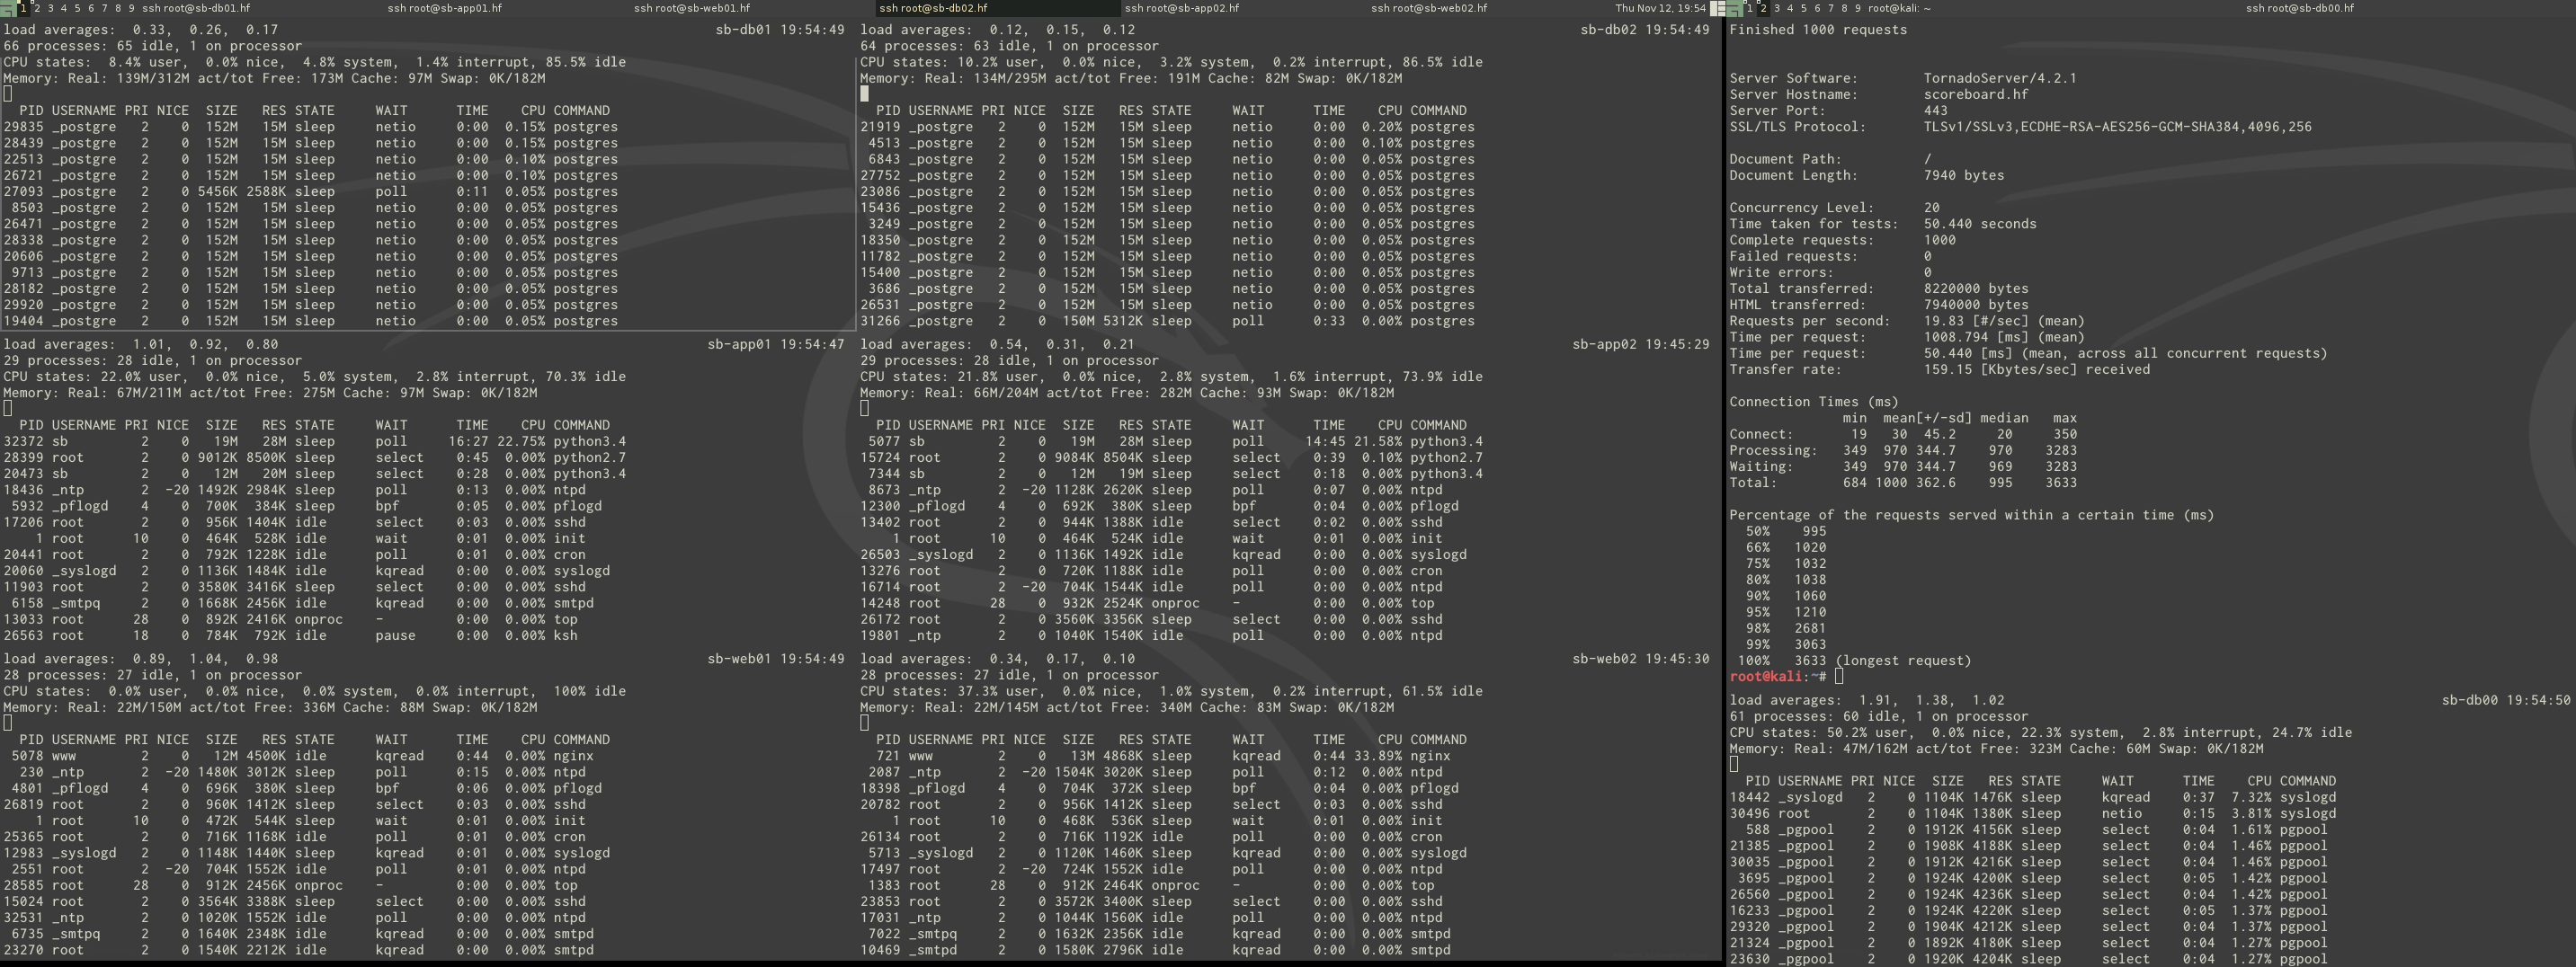 1 2 3 4 5 6 7 8 9 ssh root@sb-db01.hf ssh root@sb-app01.hf ssh root@sb-web01.hf ssh root@sb-db02.hf ssh root@sb-app02.hf ssh root@sb-web02.hf Thu Nov 12, 19:54
load averages: 0.33, 0.26, 0.17 sb-db01 19:54:49
66 processes: 65 idle, 1 on processor
CPU states: 8.4% user, 0.0% nice, 4.8% system, 1.4% interrupt, 85.5% idle
Memory: Real: 139M/312M act/tot Free: 173M Cache: 97M Swap: 0K/182M
PID USERNAME PRI NICE SIZE RES STATE WAIT TIME CPU COMMAND
29835 _postgre 2 0 152M 15M sleep netio 0:00 0.15% postgres
28439 _postgre 2 0 152M 15M sleep netio 0:00 0.15% postgres
22513 _postgre 2 0 152M 15M sleep netio 0:00 0.10% postgres
26721 _postgre 2 0 152M 15M sleep netio 0:00 0.10% postgres
27093 _postgre 2 0 5456K 2588K sleep poll 0:11 0.05% postgres
8503 _postgre 2 0 152M 15M sleep netio 0:00 0.05% postgres
26471 _postgre 2 0 152M 15M sleep netio 0:00 0.05% postgres
28338 _postgre 2 0 152M 15M sleep netio 0:00 0.05% postgres
20606 _postgre 2 0 152M 15M sleep netio 0:00 0.05% postgres
9713 _postgre 2 0 152M 15M sleep netio 0:00 0.05% postgres
28182 _postgre 2 0 152M 15M sleep netio 0:00 0.05% postgres
29920 _postgre 2 0 152M 15M sleep netio 0:00 0.05% postgres
19404 _postgre 2 0 152M 15M sleep netio 0:00 0.05% postgres
load averages: 1.01, 0.92, 0.80 sb-app01 19:54:47
29 processes: 28 idle, 1 on processor
CPU states: 22.0% user, 0.0% nice, 5.0% system, 2.8% interrupt, 70.3% idle
Memory: Real: 67M/211M act/tot Free: 275M Cache: 97M Swap: 0K/182M
PID USERNAME PRI NICE SIZE RES STATE WAIT TIME CPU COMMAND
32372 sb 2 0 19M 28M sleep poll 16:27 22.75% python3.4
28399 root 2 0 9012K 8500K sleep select 0:45 0.00% python2.7
20473 sb 2 0 12M 20M sleep select 0:28 0.00% python3.4
18436 _ntp 2 -20 1492K 2984K sleep poll 0:13 0.00% ntpd
5932 _pflogd 4 0 700K 384K sleep bpf 0:05 0.00% pflogd
17206 root 2 0 956K 1404K idle select 0:03 0.00% sshd
1 root 10 0 464K 528K idle wait 0:01 0.00% init
20441 root 2 0 792K 1228K idle poll 0:01 0.00% cron
20060 _syslogd 2 0 1136K 1484K idle kqread 0:00 0.00% syslogd
11903 root 2 0 3580K 3416K sleep select 0:00 0.00% sshd
6158 _smtpq 2 0 1668K 2456K idle kqread 0:00 0.00% smtpd
13033 root 28 0 892K 2416K onproc - 0:00 0.00% top
26563 root 18 0 784K 792K idle pause 0:00 0.00% ksh
load averages: 0.89, 1.04, 0.98 sb-web01 19:54:49
28 processes: 27 idle, 1 on processor
CPU states: 0.0% user, 0.0% nice, 0.0% system, 0.0% interrupt, 100% idle
Memory: Real: 22M/150M act/tot Free: 336M Cache: 88M Swap: 0K/182M
PID USERNAME PRI NICE SIZE RES STATE WAIT TIME CPU COMMAND
5078 www 2 0 12M 4500K idle kqread 0:44 0.00% nginx
230 _ntp 2 -20 1480K 3012K sleep poll 0:15 0.00% ntpd
4801 _pflogd 4 0 696K 380K sleep bpf 0:06 0.00% pflogd
26819 root 2 0 960K 1412K sleep select 0:03 0.00% sshd
1 root 10 0 472K 544K sleep wait 0:01 0.00% init
25365 root 2 0 716K 1168K idle poll 0:01 0.00% cron
12983 _syslogd 2 0 1148K 1440K sleep kqread 0:01 0.00% syslogd
2551 root 2 -20 704K 1552K idle poll 0:01 0.00% ntpd
28585 root 28 0 912K 2456K onproc - 0:00 0.00% top
15024 root 2 0 3564K 3388K sleep select 0:00 0.00% sshd
32531 _ntp 2 0 1020K 1552K idle poll 0:00 0.00% ntpd
6735 _smtpq 2 0 1640K 2348K idle kqread 0:00 0.00% smtpd
23270 root 2 0 1540K 2212K idle kqread 0:00 0.00% smtpd
load averages: 0.12, 0.15, 0.12 sb-db02 19:54:49
64 processes: 63 idle, 1 on processor
CPU states: 10.2% user, 0.0% nice, 3.2% system, 0.2% interrupt, 86.5% idle
Memory: Real: 134M/295M act/tot Free: 191M Cache: 82M Swap: 0K/182M
PID USERNAME PRI NICE SIZE RES STATE WAIT TIME CPU COMMAND
21919 _postgre 2 0 152M 15M sleep netio 0:00 0.20% postgres
4513 _postgre 2 0 152M 15M sleep netio 0:00 0.10% postgres
6843 _postgre 2 0 152M 15M sleep netio 0:00 0.05% postgres
27752 _postgre 2 0 152M 15M sleep netio 0:00 0.05% postgres
23086 _postgre 2 0 152M 15M sleep netio 0:00 0.05% postgres
15436 _postgre 2 0 152M 15M sleep netio 0:00 0.05% postgres
3249 _postgre 2 0 152M 15M sleep netio 0:00 0.05% postgres
18350 _postgre 2 0 152M 15M sleep netio 0:00 0.05% postgres
11782 _postgre 2 0 152M 15M sleep netio 0:00 0.05% postgres
15400 _postgre 2 0 152M 15M sleep netio 0:00 0.05% postgres
3686 _postgre 2 0 152M 15M sleep netio 0:00 0.05% postgres
26531 _postgre 2 0 152M 15M sleep netio 0:00 0.05% postgres
31266 _postgre 2 0 150M 5312K sleep poll 0:33 0.00% postgres
load averages: 0.54, 0.31, 0.21 sb-app02 19:45:29
29 processes: 28 idle, 1 on processor
CPU states: 21.8% user, 0.0% nice, 2.8% system, 1.6% interrupt, 73.9% idle
Memory: Real: 66M/204M act/tot Free: 282M Cache: 93M Swap: 0K/182M
PID USERNAME PRI NICE SIZE RES STATE WAIT TIME CPU COMMAND
5077 sb 2 0 19M 28M sleep poll 14:45 21.58% python3.4
15724 root 2 0 9084K 8504K sleep select 0:39 0.10% python2.7
7344 sb 2 0 12M 19M sleep select 0:18 0.00% python3.4
8673 _ntp 2 -20 1128K 2620K sleep poll 0:07 0.00% ntpd
12300 _pflogd 4 0 692K 380K sleep bpf 0:04 0.00% pflogd
13402 root 2 0 944K 1388K idle select 0:02 0.00% sshd
1 root 10 0 464K 524K idle wait 0:01 0.00% init
26503 _syslogd 2 0 1136K 1492K sleep kqread 0:00 0.00% syslogd
13276 root 2 0 720K 1188K idle poll 0:00 0.00% cron
16714 root 2 -20 704K 1544K idle poll 0:00 0.00% ntpd
14248 root 28 0 932K 2524K onproc - 0:00 0.00% top
26172 root 2 0 3560K 3356K sleep select 0:00 0.00% sshd
19801 _ntp 2 0 1040K 1540K idle poll 0:00 0.00% ntpd
load averages: 0.34, 0.17, 0.10 sb-web02 19:45:30
28 processes: 27 idle, 1 on processor
CPU states: 37.3% user, 0.0% nice, 1.0% system, 0.2% interrupt, 61.5% idle
Memory: Real: 22M/145M act/tot Free: 340M Cache: 83M Swap: 0K/182M
PID USERNAME PRI NICE SIZE RES STATE WAIT TIME CPU COMMAND
721 www 2 0 13M 4868K sleep kqread 0:44 33.89% nginx
2087 _ntp 2 -20 1504K 3020K sleep poll 0:12 0.00% ntpd
18398 _pflogd 4 0 704K 372K sleep bpf 0:04 0.00% pflogd
20782 root 2 0 956K 1412K sleep select 0:03 0.00% sshd
1 root 10 0 468K 536K sleep wait 0:01 0.00% init
26134 root 2 0 716K 1192K sleep poll 0:00 0.00% cron
5713 _syslogd 2 0 1120K 1460K sleep kqread 0:00 0.00% syslogd
17497 root 2 -20 724K 1552K idle poll 0:00 0.00% ntpd
1383 root 28 0 912K 2464K onproc - 0:00 0.00% top
23853 root 2 0 3572K 3400K sleep select 0:00 0.00% sshd
17031 _ntp 2 0 1044K 1560K idle poll 0:00 0.00% ntpd
7022 _smtpq 2 0 1632K 2356K idle kqread 0:00 0.00% smtpd
10469 _smtpd 2 0 1580K 2796K idle kqread 0:00 0.00% smtpd
1 2 3 4 5 6 7 8 9 root@kali: ~ ssh root@sb-db00.hf
Finished 1000 requests
Server Software: TornadoServer/4.2.1
Server Hostname: scoreboard.hf
Server Port: 443
SSL/TLS Protocol: TLSv1/SSLv3,ECDHE-RSA-AES256-GCM-SHA384,4096,256
Document Path: /
Document Length: 7940 bytes
Concurrency Level: 20
Time taken for tests: 50.440 seconds
Complete requests: 1000
Failed requests: 0
Write errors: 0
Total transferred: 8220000 bytes
HTML transferred: 7940000 bytes
Requests per second: 19.83 [#/sec] (mean)
Time per request: 1008.794 [ms] (mean)
Time per request: 50.440 [ms] (mean, across all concurrent requests)
Transfer rate: 159.15 [Kbytes/sec] received
Connection Times (ms)
min mean[+/-sd] median max
Connect: 19 30 45.2 20 350
Processing: 349 970 344.7 970 3283
Waiting: 349 970 344.7 969 3283
Total: 684 1000 362.6 995 3633
Percentage of the requests served within a certain time (ms)
50% 995
66% 1020
75% 1032
80% 1038
90% 1060
95% 1210
98% 2681
99% 3063
100% 3633 (longest request)
root@kali:~#
load averages: 1.91, 1.38, 1.02 sb-db00 19:54:50
61 processes: 60 idle, 1 on processor
CPU states: 50.2% user, 0.0% nice, 22.3% system, 2.8% interrupt, 24.7% idle
Memory: Real: 47M/162M act/tot Free: 323M Cache: 60M Swap: 0K/182M
PID USERNAME PRI NICE SIZE RES STATE WAIT TIME CPU COMMAND
18442 _syslogd 2 0 1104K 1476K sleep kqread 0:37 7.32% syslogd
30496 root 2 0 1104K 1380K sleep netio 0:15 3.81% syslogd
588 _pgpool 2 0 1912K 4156K sleep select 0:04 1.61% pgpool
21385 _pgpool 2 0 1908K 4188K sleep select 0:04 1.46% pgpool
30035 _pgpool 2 0 1912K 4216K sleep select 0:04 1.46% pgpool
3695 _pgpool 2 0 1924K 4200K sleep select 0:05 1.42% pgpool
26560 _pgpool 2 0 1924K 4236K sleep select 0:04 1.42% pgpool
16233 _pgpool 2 0 1924K 4220K sleep select 0:05 1.37% pgpool
29320 _pgpool 2 0 1904K 4212K sleep select 0:04 1.37% pgpool
21324 _pgpool 2 0 1892K 4180K sleep select 0:04 1.27% pgpool
23630 _pgpool 2 0 1920K 4204K sleep select 0:04 1.27% pgpool